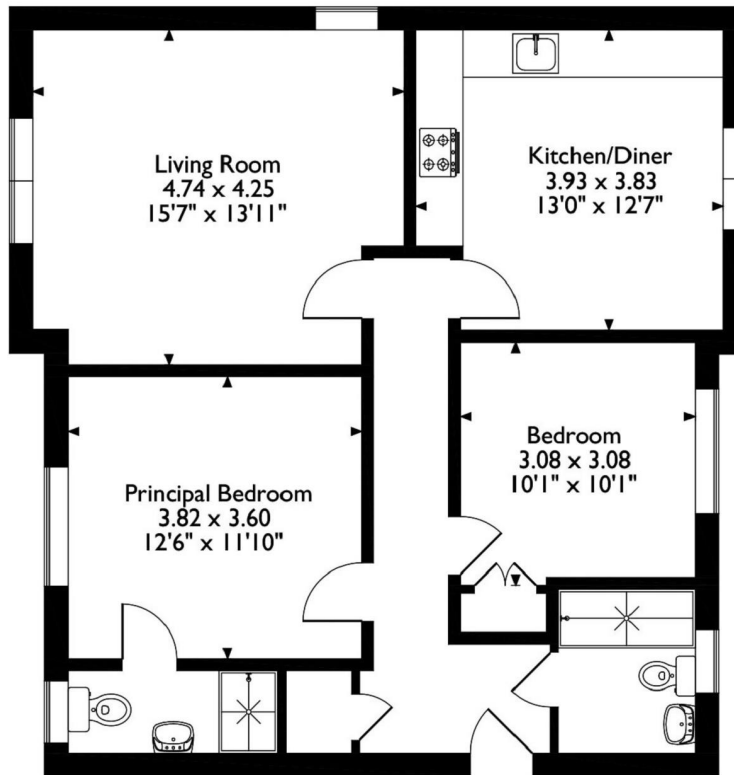 Living Room
4.74 x 4.25
15'7" x 13'11"
Kitchen/Diner
3.93 x 3.83
13'0" x 12'7"
Bedroom
3.08 x 3.08
10'1" x 10'1"
Principal Bedroom
3.82 x 3.60
12'6" x 11'10"